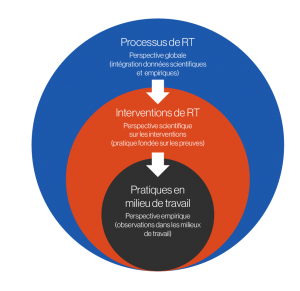 Processus de RT
Perspective globale
(intégration données scientifiques
et empiriques)
Interventions de RT
Perspective scientifique
sur les interventions
(pratique fondée sur les preuves)
Pratiques en
milieu de travail
Perspective empirique
(observations dans les milieux
de travail)